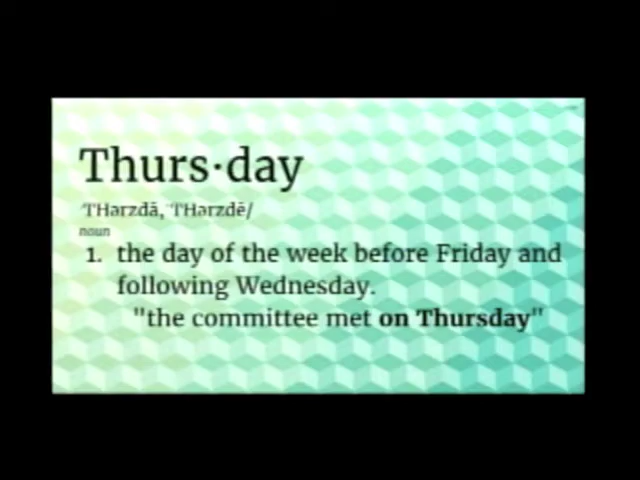 Thurs·day
ˈTHərzdā, ˈTHərzdē/
noun
1. the day of the week before Friday and
following Wednesday.
"the committee met on Thursday"